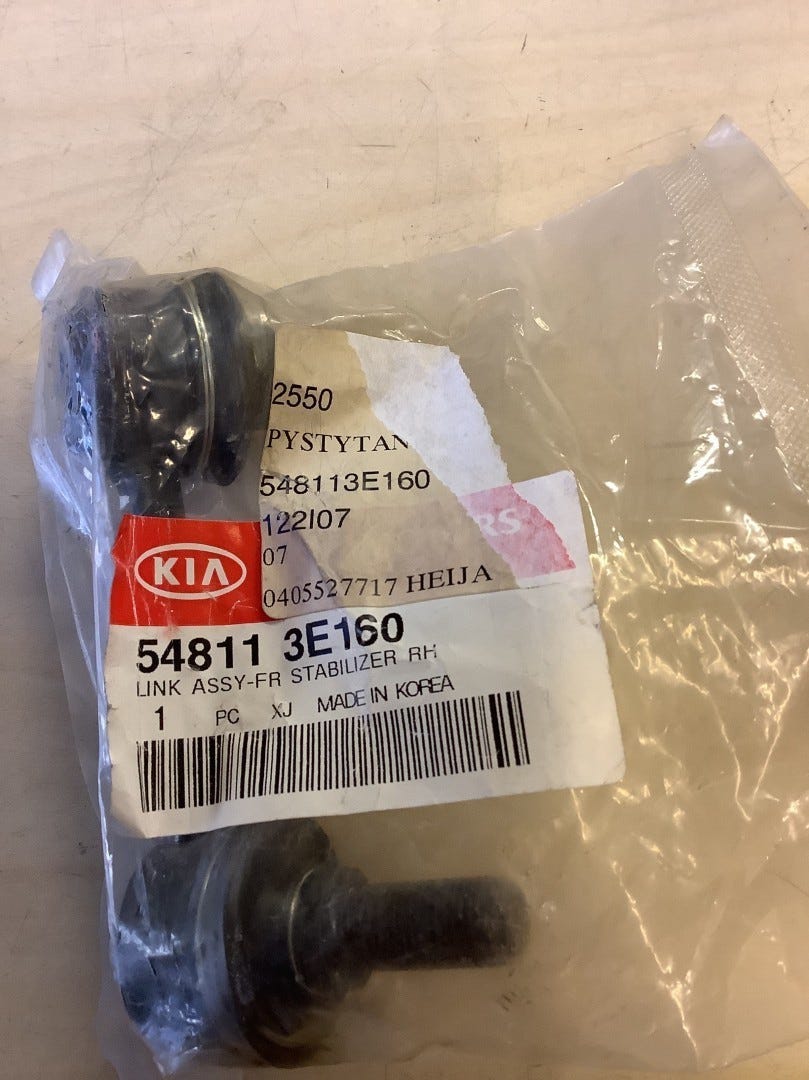 2550
PYSTYTAN
548113E160
122I07
07
0405527717 HEIJA
RS
KIA
54811 3E160
LINK ASSY-FR STABILIZER RH
1 PC XJ MADE IN KOREA